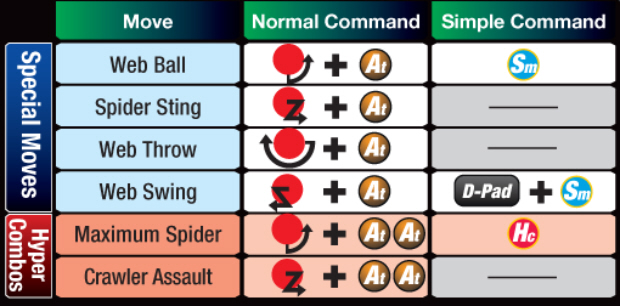 Move Normal Command Simple Command
Special Moves
Web Ball + At Sm
Spider Sting + At
Web Throw + At
Web Swing + At D-Pad + Sm
Hyper Combos
Maximum Spider + At At Hc
Crawler Assault + At At